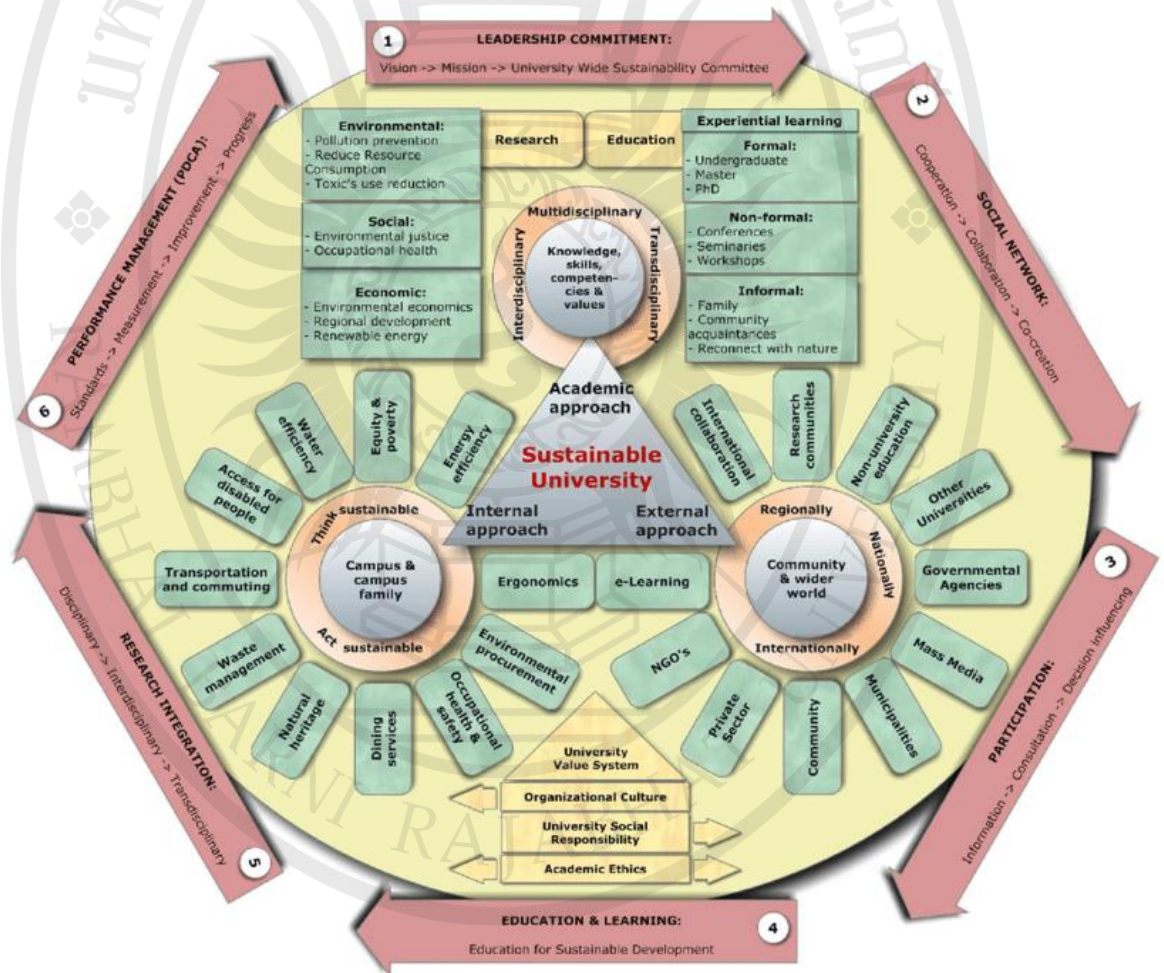 1
LEADERSHIP COMMITMENT:
Vision -> Mission -> University Wide Sustainability Committee
2
SOCIAL NETWORK:
Cooperation -> Collaboration -> Co-creation
3
PARTICIPATION:
Information -> Consultation -> Decision influencing
4
EDUCATION & LEARNING:
Education for Sustainable Development
5
RESEARCH INTEGRATION:
Disciplinary -> Interdisciplinary -> Transdisciplinary
6
PERFORMANCE MANAGEMENT (PDCA):
Standards -> Measurement -> Improvement -> Progress
Environmental:
- Pollution prevention
- Reduce Resource
Consumption
- Toxic's use reduction
Social:
- Environmental justice
- Occupational health
Economic:
- Environmental economics
- Regional development
- Renewable energy
Research
Education
Experiential learning
Formal:
- Undergraduate
- Master
- PhD
Non-formal:
- Conferences
- Seminaries
- Workshops
Informal:
- Family
- Community
acquaintances
- Reconnect with nature
Multidisciplinary
Interdisciplinary
Transdisciplinary
Knowledge,
skills,
competen-
cies &
values
Academic
approach
Sustainable
University
Internal
approach
External
approach
Energy
efficiency
Equity &
poverty
Water
efficiency
Access for
disabled
people
Transportation
and commuting
Waste
management
Natural
heritage
Dining
services
Occupational
health &
safety
Environmental
procurement
Ergonomics
Think sustainable
Act sustainable
Campus &
campus
family
e-Learning
International
collaboration
Research
communities
Non-university
education
Other
Universities
Governmental
Agencies
Mass Media
Municipalities
Community
Private
Sector
NGO's
Regionally
Nationally
Internationally
Community
& wider
world
University
Value System
Organizational Culture
University Social
Responsibility
Academic Ethics